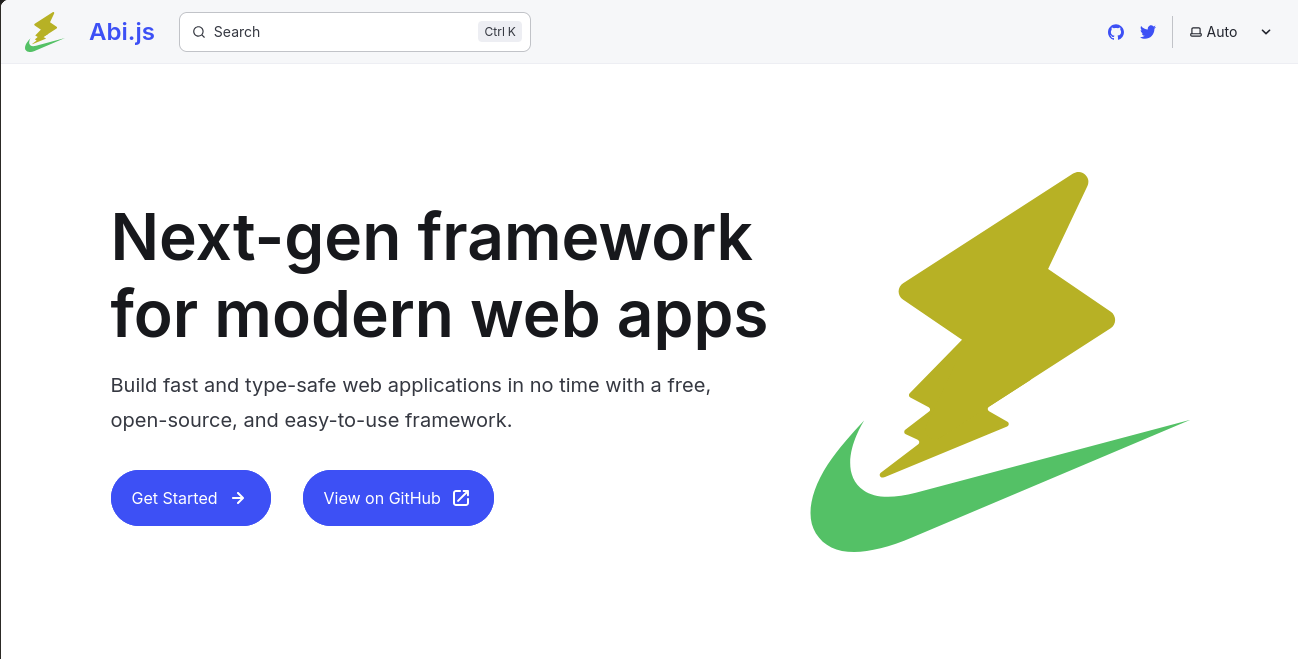 Abi.js
Search
Ctrl K
Auto
Next-gen framework
for modern web apps
Build fast and type-safe web applications in no time with a free,
open-source, and easy-to-use framework.
Get Started
View on GitHub